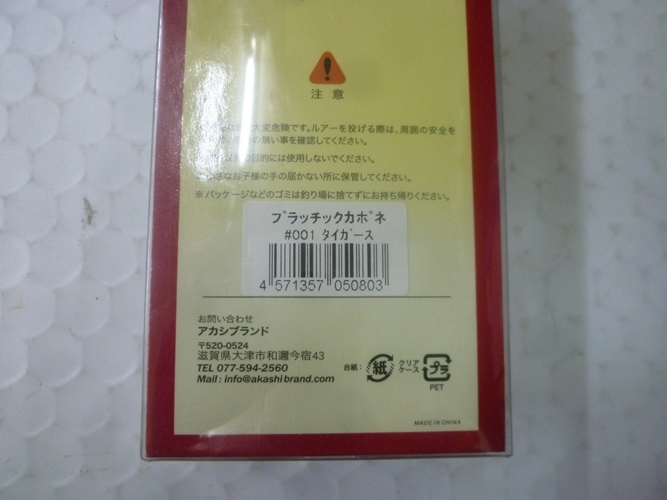 注意
大変危険です。ルアーを投げる際は、周囲の安全を
無い事を確認してください。
以外の目的には使用しないでください。
なお子様の手の届かない所に保管してください。
※パッケージなどのゴミは釣り場に捨てずにお持ち帰りください。
プラッチックカポネ
#001 タイガース
4 571357 050803
お問い合わせ
アカシブランド
〒520-0524
滋賀県大津市和邇今宿43
TEL 077-594-2560
Mail : info@akashibrand.com
台紙: 紙 クリアケース プラ
PET
MADE IN CHINA